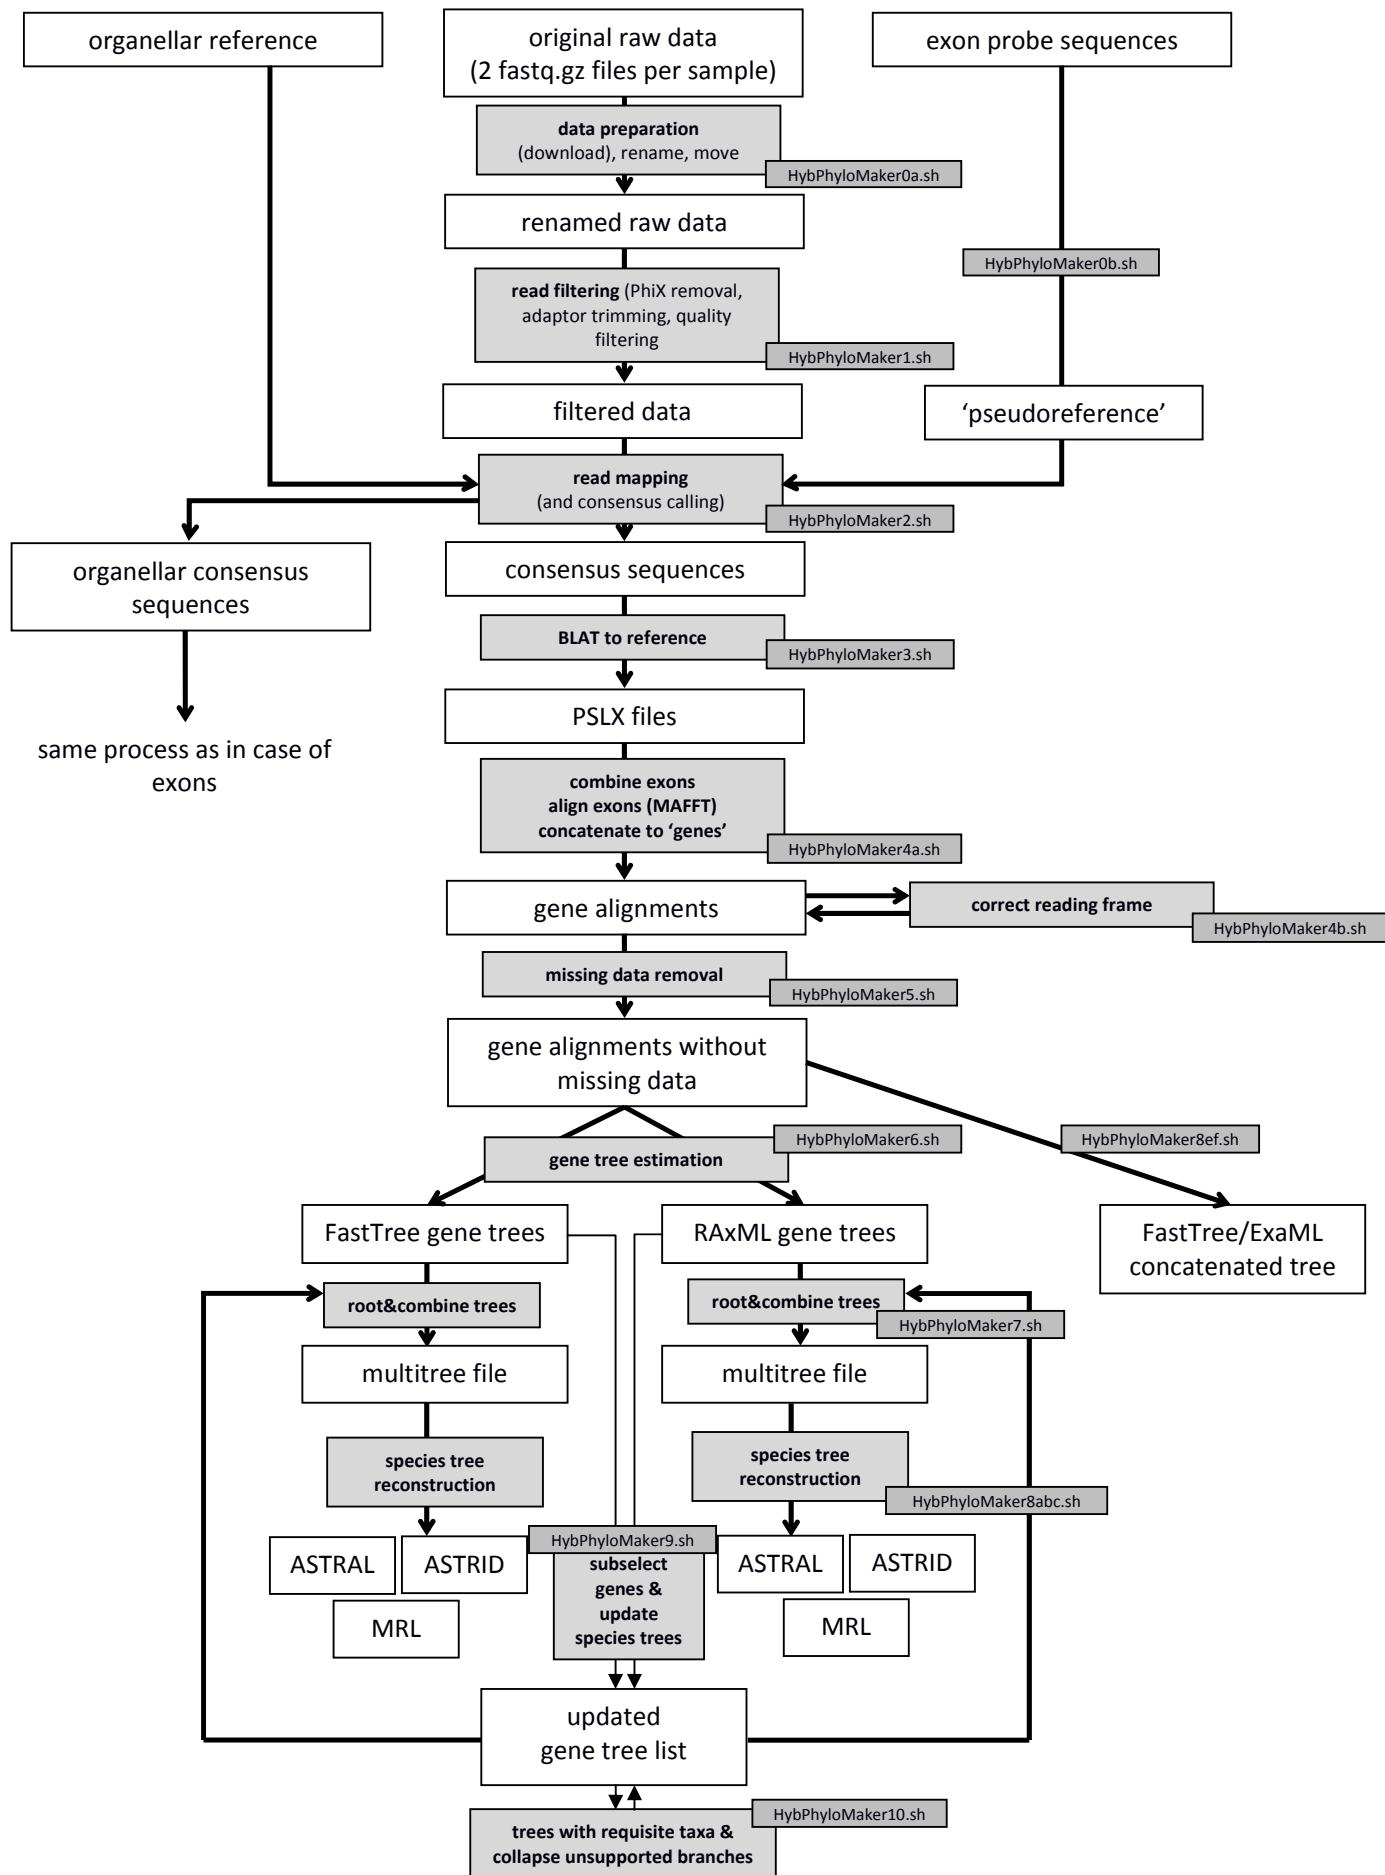 organellar reference
original raw data
(2 fastq.gz files per sample)
exon probe sequences
data preparation
(download), rename, move
HybPhyloMaker0a.sh
renamed raw data
HybPhyloMaker0b.sh
read filtering (PhiX removal,
adaptor trimming, quality
filtering
HybPhyloMaker1.sh
filtered data
‘pseudoreference’
read mapping
(and consensus calling)
HybPhyloMaker2.sh
organellar consensus
sequences
consensus sequences
BLAT to reference
HybPhyloMaker3.sh
PSLX files
same process as in case of
exons
combine exons
align exons (MAFFT)
concatenate to ‘genes’
HybPhyloMaker4a.sh
gene alignments
correct reading frame
HybPhyloMaker4b.sh
missing data removal
HybPhyloMaker5.sh
gene alignments without
missing data
HybPhyloMaker6.sh
HybPhyloMaker8ef.sh
gene tree estimation
FastTree gene trees
RAxML gene trees
FastTree/ExaML
concatenated tree
root&combine trees
root&combine trees
HybPhyloMaker7.sh
multitree file
multitree file
species tree
reconstruction
species tree
reconstruction
HybPhyloMaker8abc.sh
HybPhyloMaker9.sh
ASTRAL
ASTRID
subselect
genes &
update
species trees
ASTRAL
ASTRID
MRL
MRL
updated
gene tree list
HybPhyloMaker10.sh
trees with requisite taxa &
collapse unsupported branches